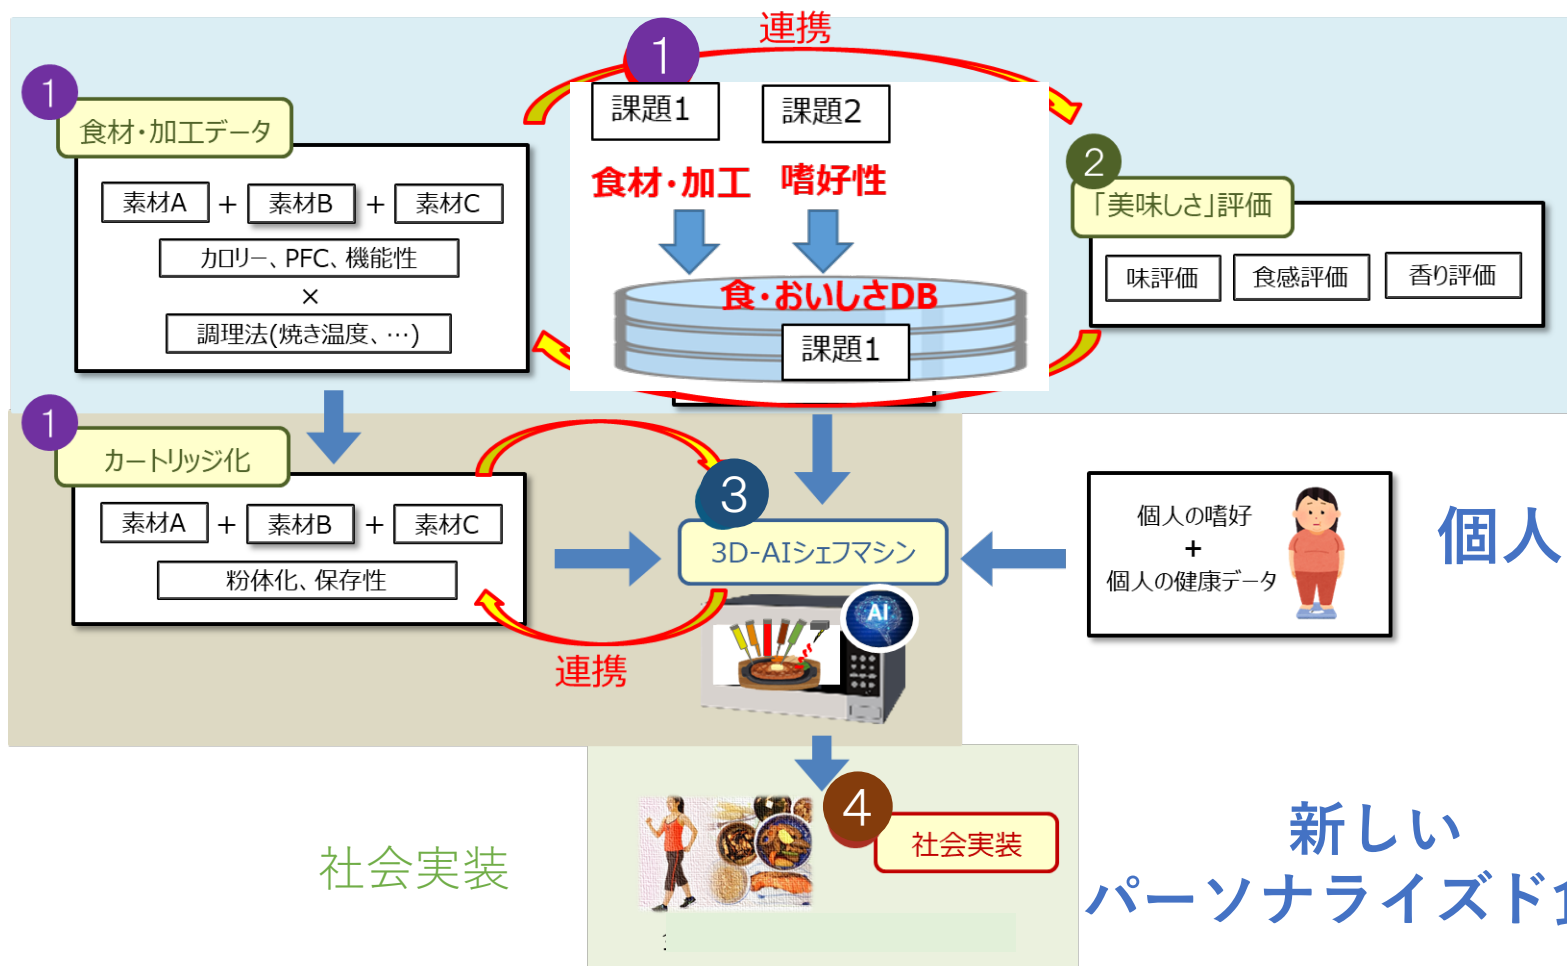 連携
1
1
食材・加工データ
素材A + 素材B + 素材C
カロリー、PFC、機能性
×
調理法(焼き温度、…)
課題1
課題2
食材・加工
嗜好性
食・おいしさDB
課題1
2
「美味しさ」評価
味評価
食感評価
香り評価
1
カートリッジ化
素材A + 素材B + 素材C
粉体化、保存性
連携
3
3D-AIシェフマシン
AI
個人の嗜好
+
個人の健康データ
個人
4
社会実装
社会実装
新しい
パーソナライズド